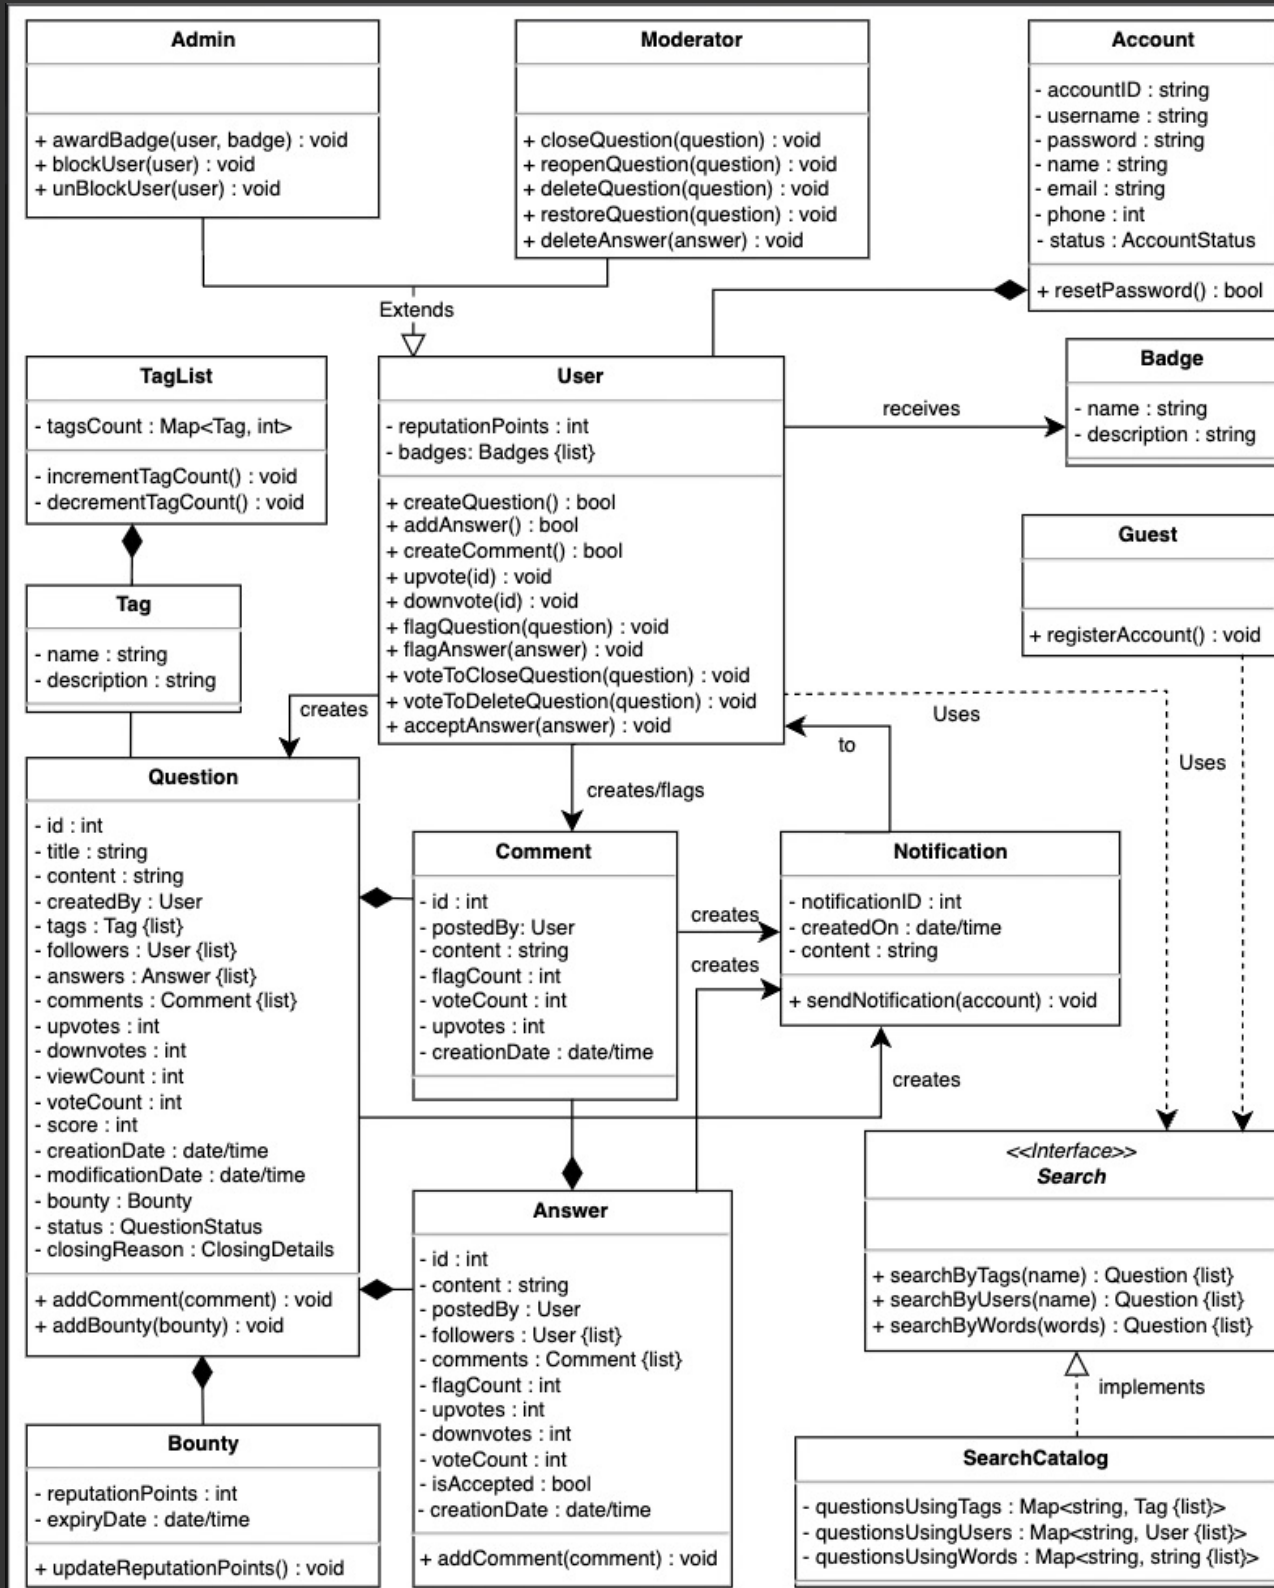 Admin
+ awardBadge(user, badge) : void
+ blockUser(user) : void
+ unBlockUser(user) : void
Moderator
+ closeQuestion(question) : void
+ reopenQuestion(question) : void
+ deleteQuestion(question) : void
+ restoreQuestion(question) : void
+ deleteAnswer(answer) : void
Account
- accountID : string
- username : string
- password : string
- name : string
- email : string
- phone : int
- status : AccountStatus
+ resetPassword() : bool
Extends
TagList
- tagsCount : Map<Tag, int>
- incrementTagCount() : void
- decrementTagCount() : void
User
- reputationPoints : int
- badges: Badges {list}
+ createQuestion() : bool
+ addAnswer() : bool
+ createComment() : bool
+ upvote(id) : void
+ downvote(id) : void
+ flagQuestion(question) : void
+ flagAnswer(answer) : void
+ voteToCloseQuestion(question) : void
+ voteToDeleteQuestion(question) : void
+ acceptAnswer(answer) : void
receives
Badge
- name : string
- description : string
Guest
+ registerAccount() : void
Tag
- name : string
- description : string
creates
Uses
to
Uses
creates/flags
Question
- id : int
- title : string
- content : string
- createdBy : User
- tags : Tag {list}
- followers : User {list}
- answers : Answer {list}
- comments : Comment {list}
- upvotes : int
- downvotes : int
- viewCount : int
- voteCount : int
- score : int
- creationDate : date/time
- modificationDate : date/time
- bounty : Bounty
- status : QuestionStatus
- closingReason : ClosingDetails
+ addComment(comment) : void
+ addBounty(bounty) : void
Comment
- id : int
- postedBy: User
- content : string
- flagCount : int
- voteCount : int
- upvotes : int
- creationDate : date/time
creates
creates
Notification
- notificationID : int
- createdOn : date/time
- content : string
+ sendNotification(account) : void
creates
<<Interface>>
Search
+ searchByTags(name) : Question {list}
+ searchByUsers(name) : Question {list}
+ searchByWords(words) : Question {list}
Answer
- id : int
- content : string
- postedBy : User
- followers : User {list}
- comments : Comment {list}
- flagCount : int
- upvotes : int
- downvotes : int
- voteCount : int
- isAccepted : bool
- creationDate : date/time
+ addComment(comment) : void
implements
Bounty
- reputationPoints : int
- expiryDate : date/time
+ updateReputationPoints() : void
SearchCatalog
- questionsUsingTags : Map<string, Tag {list}>
- questionsUsingUsers : Map<string, User {list}>
- questionsUsingWords : Map<string, string {list}>